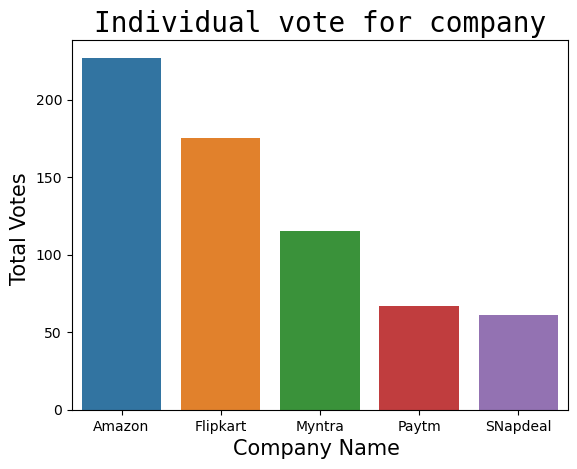 Individual vote for company
Total Votes
200
150
100
50
0
Amazon Flipkart Myntra Paytm SNapdeal
Company Name